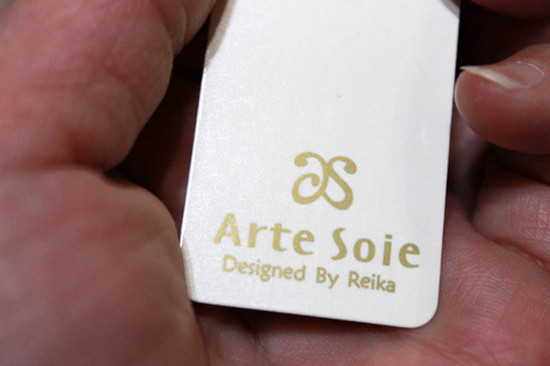 Arte Soie
Designed By Reika